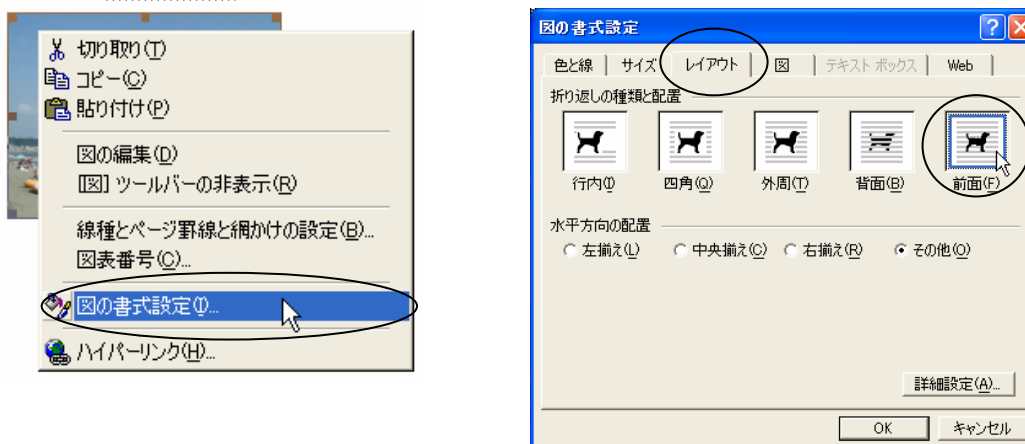 切り取り(T)
コピー(C)
貼り付け(P)
図の編集(D)
[図] ツールバーの非表示(R)
線種とページ罫線と網かけの設定(B)...
図表番号(C)...
図の書式設定(I)...
ハイパーリンク(H)...
図の書式設定
色と線 サイズ レイアウト 図 テキスト ボックス Web
折り返しの種類と配置
行内(I) 四角(Q) 外周(T) 背面(B) 前面(F)
水平方向の配置
左揃え(L) 中央揃え(C) 右揃え(R) その他(O)
詳細設定(A)...
OK キャンセル